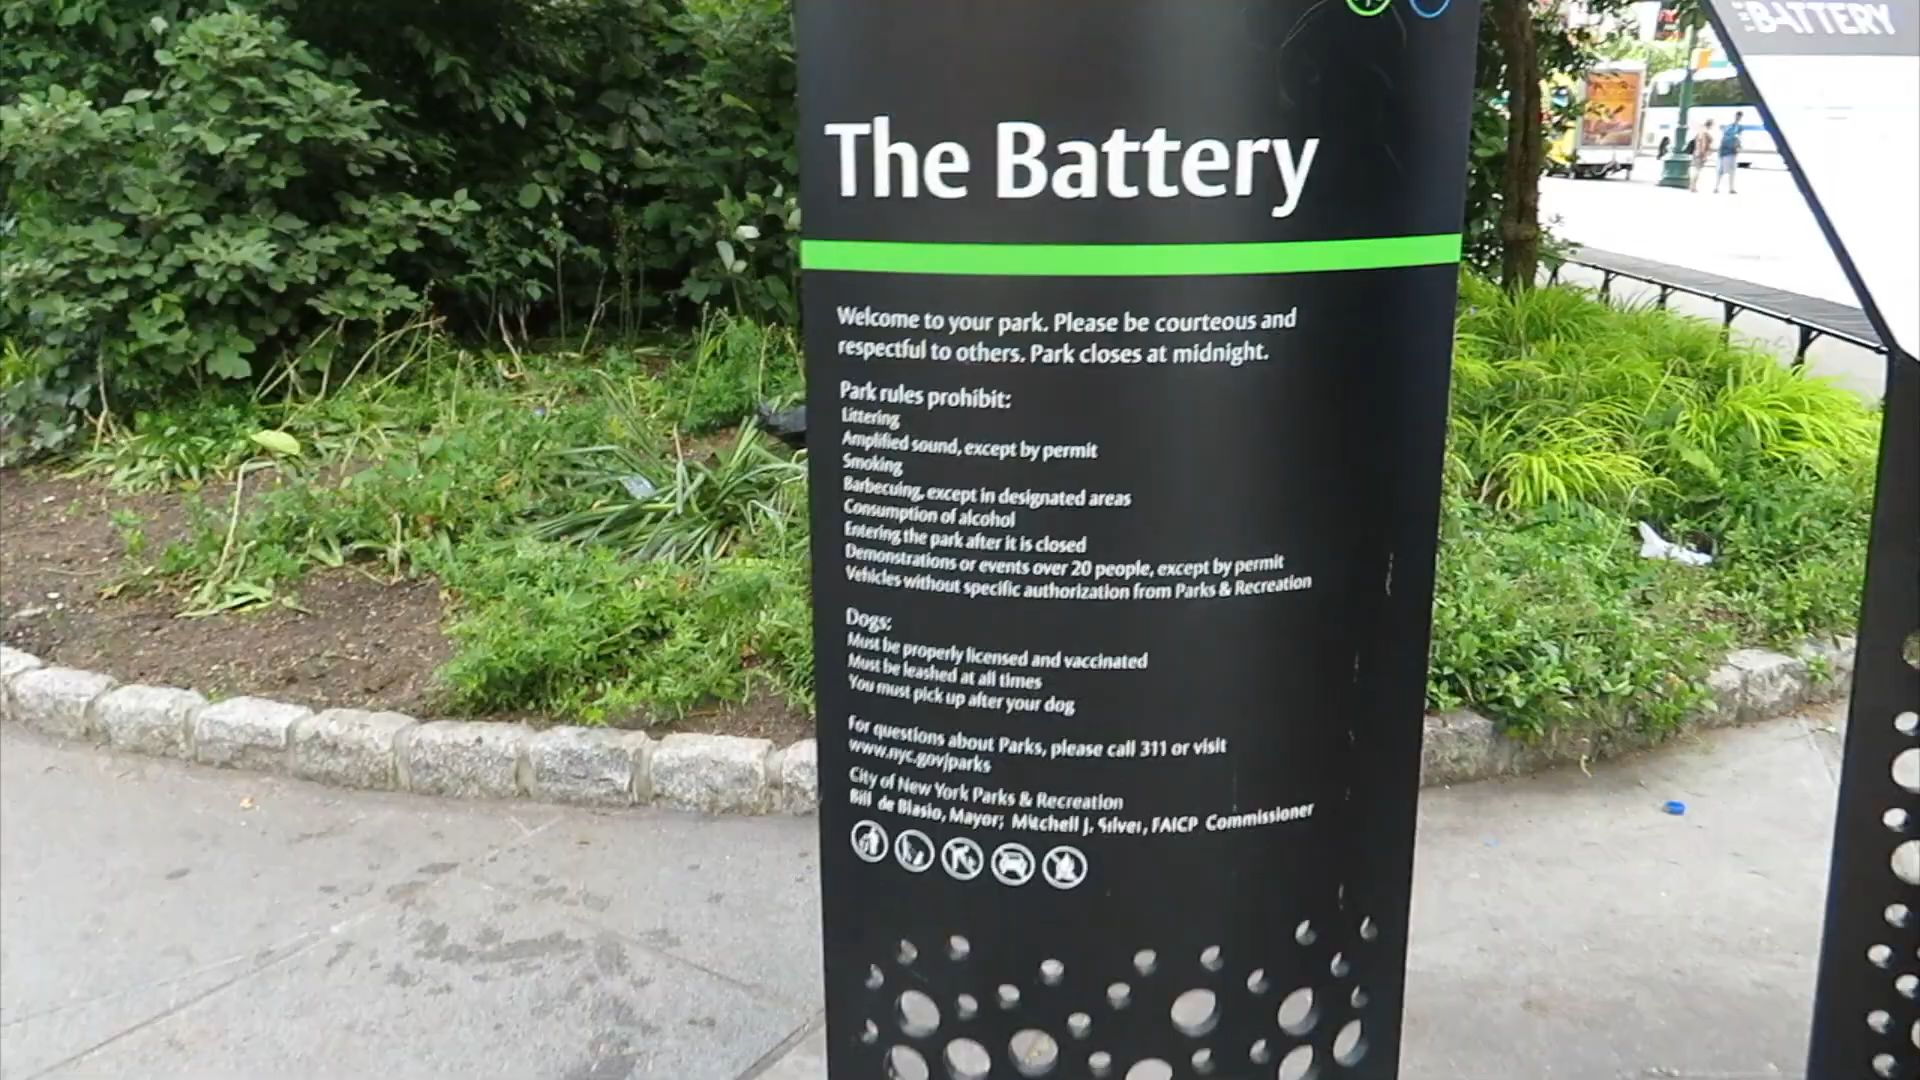 The Battery
Welcome to your park. Please be courteous and
respectful to others. Park closes at midnight.
Park rules prohibit:
Littering
Amplified sound, except by permit
Smoking
Barbecuing, except in designated areas
Consumption of alcohol
Entering the park after it is closed
Demonstrations or events over 20 people, except by permit
Vehicles without specific authorization from Parks & Recreation
Dogs:
Must be properly licensed and vaccinated
Must be leashed at all times
You must pick up after your dog
For questions about Parks, please call 311 or visit
www.nyc.gov/parks
City of New York Parks & Recreation
Bill de Blasio, Mayor; Mitchell J. Silver, FAICP Commissioner
THE BATTERY